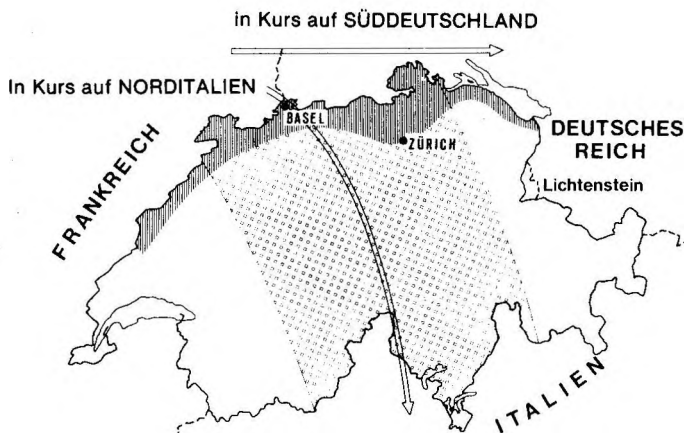 in Kurs auf SÜDDEUTSCHLAND
In Kurs auf NORDITALIEN
BASEL
ZÜRICH
DEUTSCHES
REICH
Lichtenstein
FRANKREICH
ITALIEN